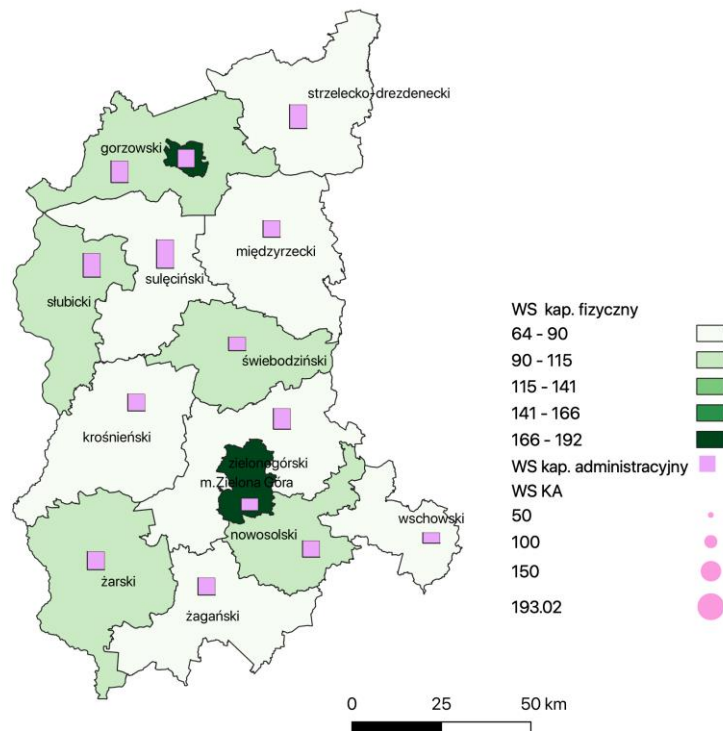 strzelecko-drezdenecki
gorzowski
międzyrzecki
sulęciński
słubicki
świebodziński
krośnieński
zielonogórski
m.Zielona Góra
wschowski
nowosolski
żarski
żagański
WS kap. fizyczny
64 - 90
90 - 115
115 - 141
141 - 166
166 - 192
WS kap. administracyjny
WS KA
50
100
150
193.02
0 25 50 km